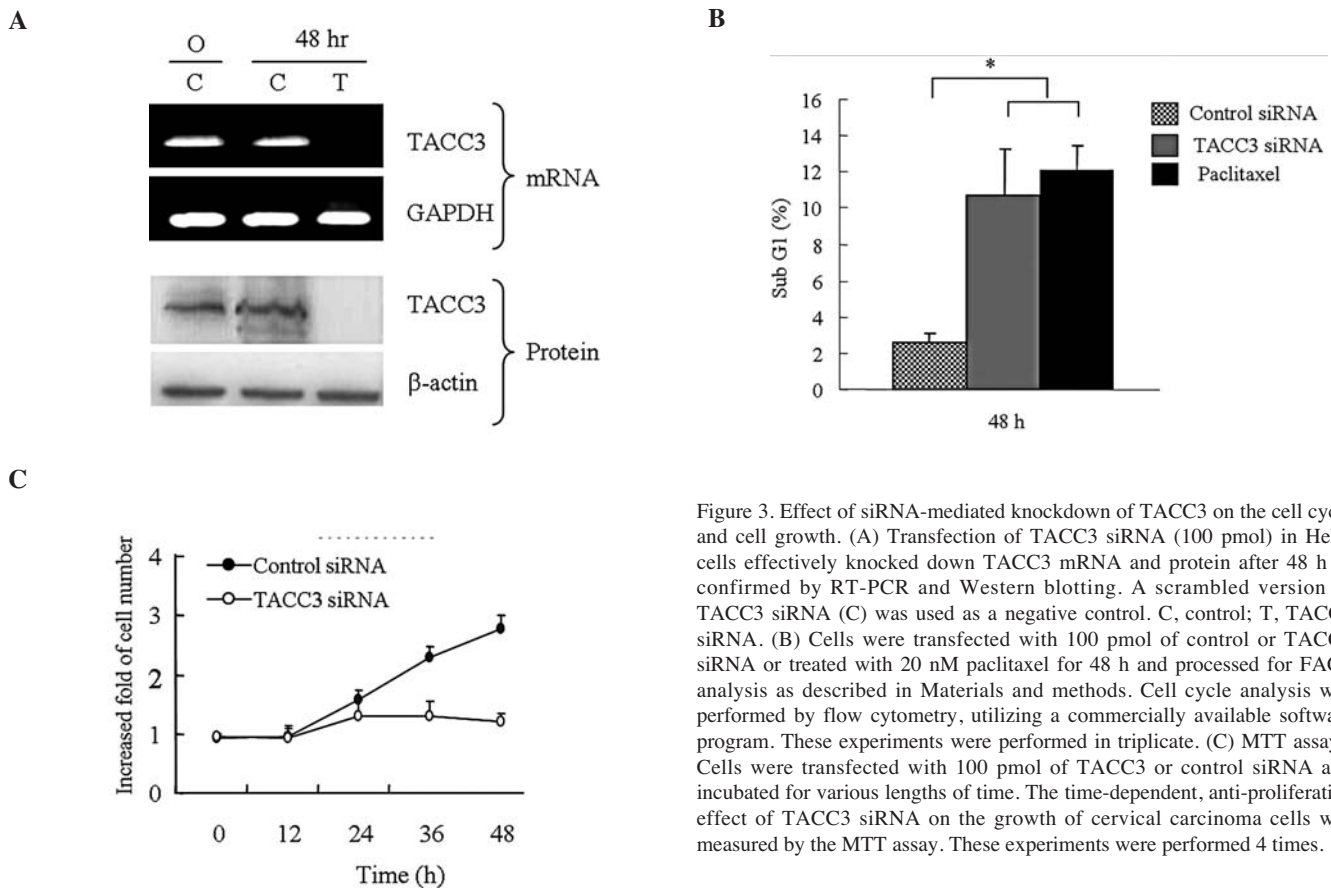 A
O
48 hr
C
C
T
TACC3
GAPDH
mRNA
TACC3
β-actin
Protein
B
*
16
14
12
10
8
6
4
2
0
Sub G1 (%)
48 h
Control siRNA
TACC3 siRNA
Paclitaxel
C
4
3
2
1
0
Increased fold of cell number
Control siRNA
TACC3 siRNA
0 12 24 36 48
Time (h)
Figure 3. Effect of siRNA-mediated knockdown of TACC3 on the cell
and cell growth. (A) Transfection of TACC3 siRNA (100 pmol) in
cells effectively knocked down TACC3 mRNA and protein after 48 h
confirmed by RT-PCR and Western blotting. A scrambled version
TACC3 siRNA (C) was used as a negative control. C, control; T,
siRNA. (B) Cells were transfected with 100 pmol of control or
siRNA or treated with 20 nM paclitaxel for 48 h and processed for
analysis as described in Materials and methods. Cell cycle analysis
performed by flow cytometry, utilizing a commercially available
program. These experiments were performed in triplicate. (C) MTT
Cells were transfected with 100 pmol of TACC3 or control siRNA
incubated for various lengths of time. The time-dependent,
effect of TACC3 siRNA on the growth of cervical carcinoma cells
measured by the MTT assay. These experiments were performed 4 times.